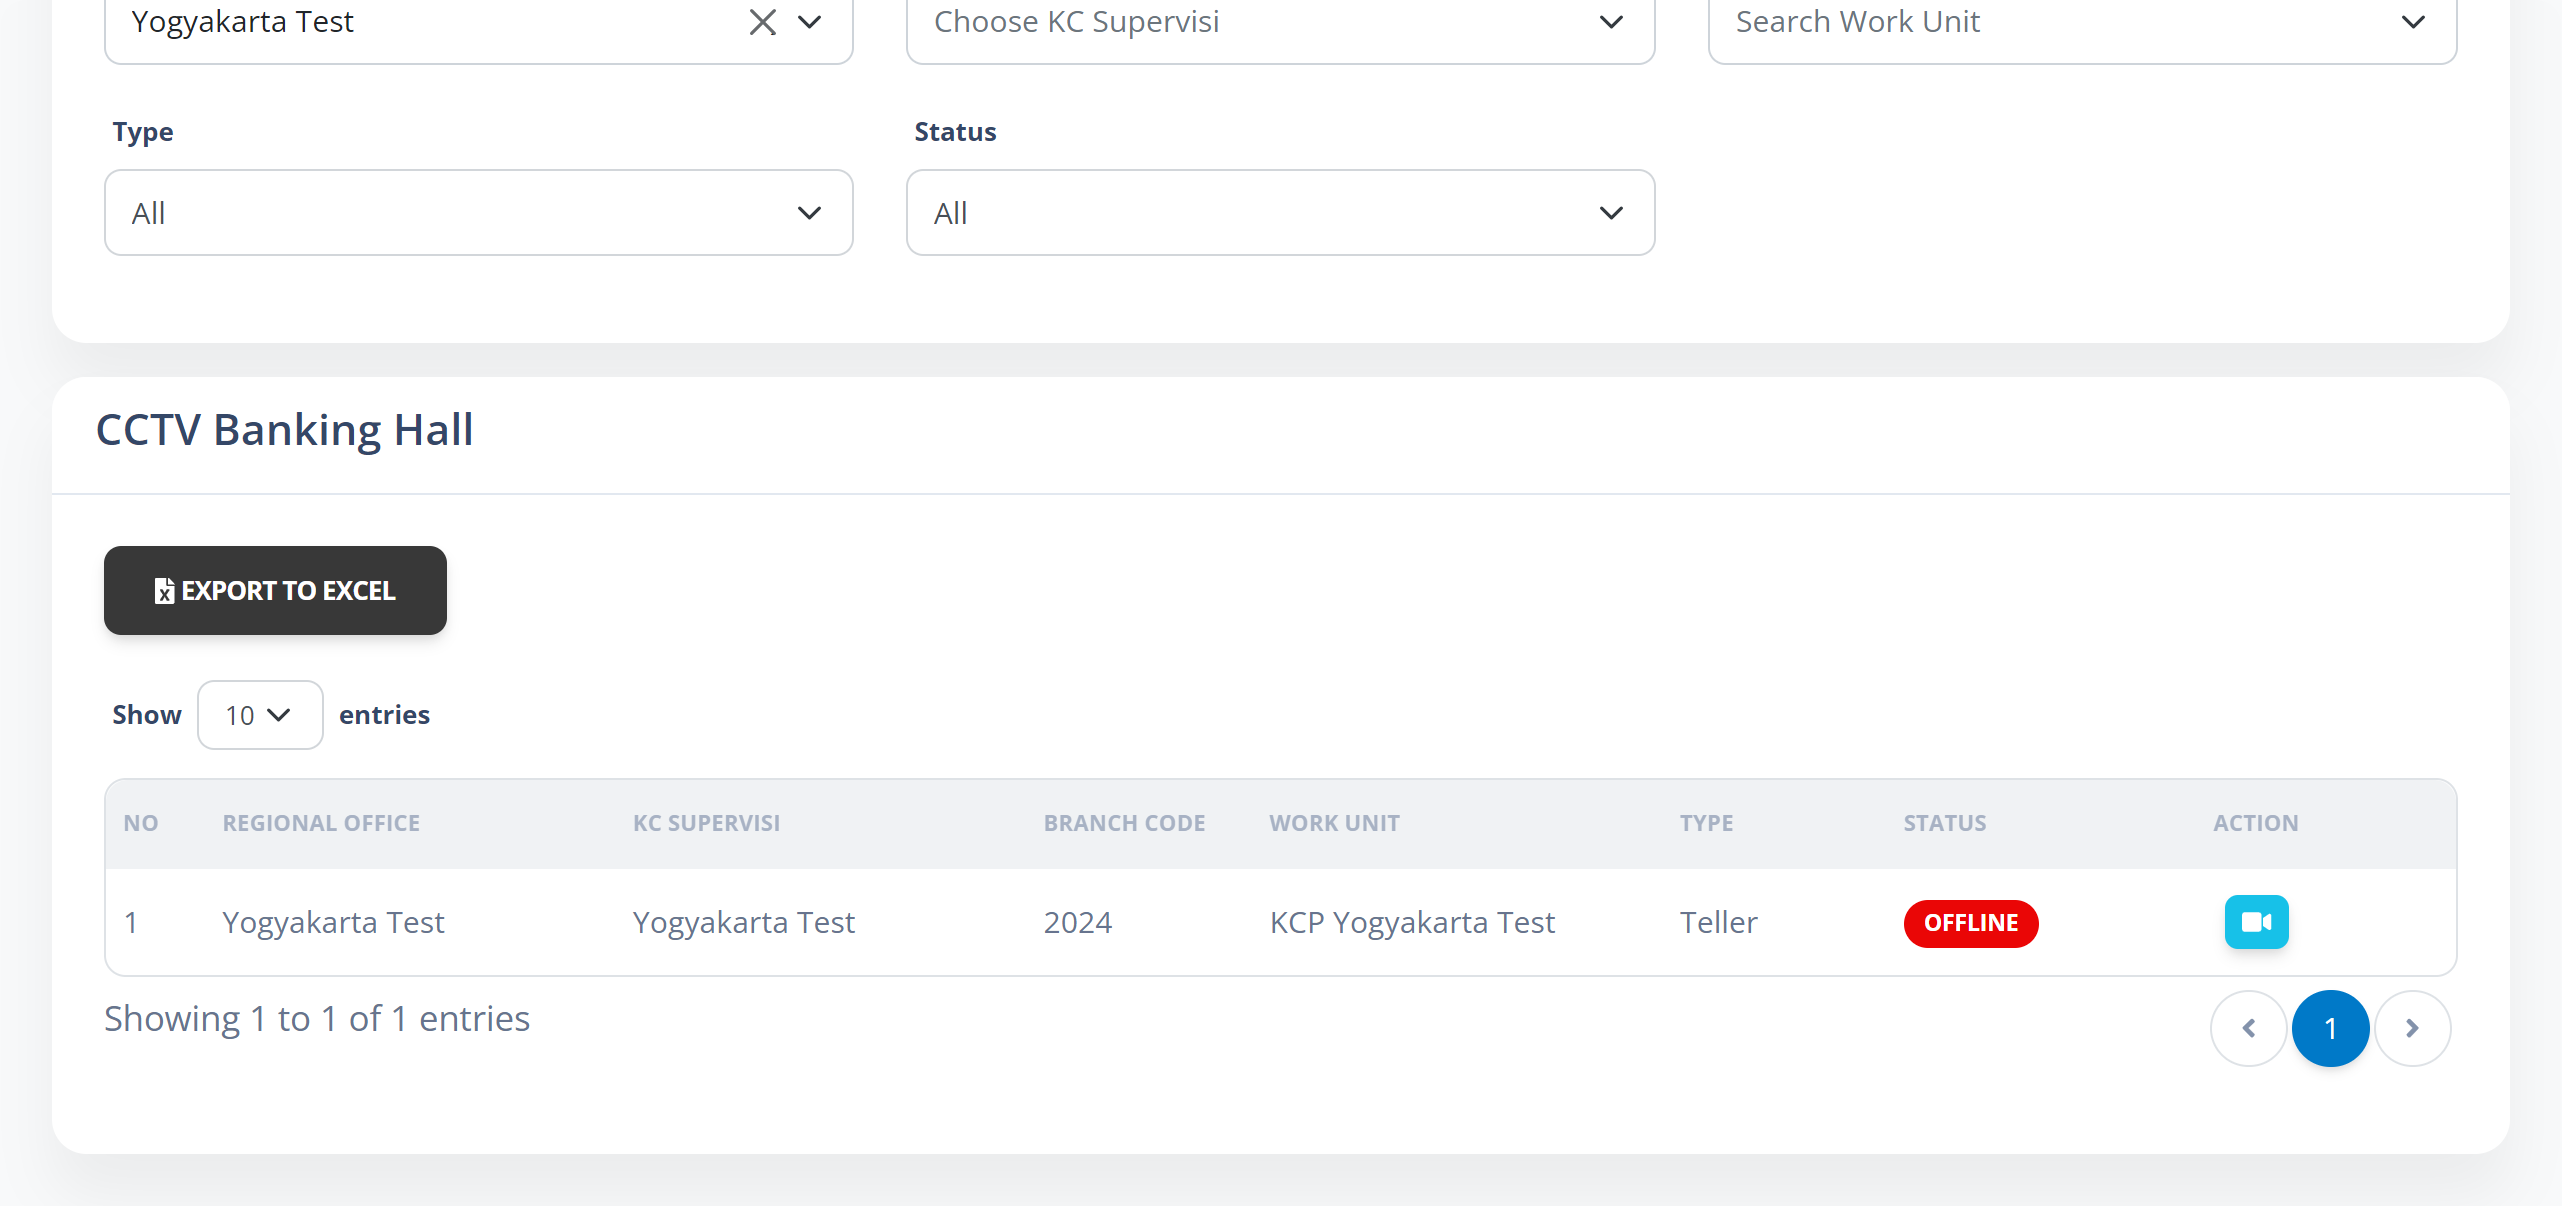 Yogyakarta Test Choose KC Supervisi Search Work Unit
Type Status
All All
CCTV Banking Hall
EXPORT TO EXCEL
Show 10 entries
NO REGIONAL OFFICE KC SUPERVISI BRANCH CODE WORK UNIT TYPE STATUS ACTION
1 Yogyakarta Test Yogyakarta Test 2024 KCP Yogyakarta Test Teller OFFLINE
Showing 1 to 1 of 1 entries
1